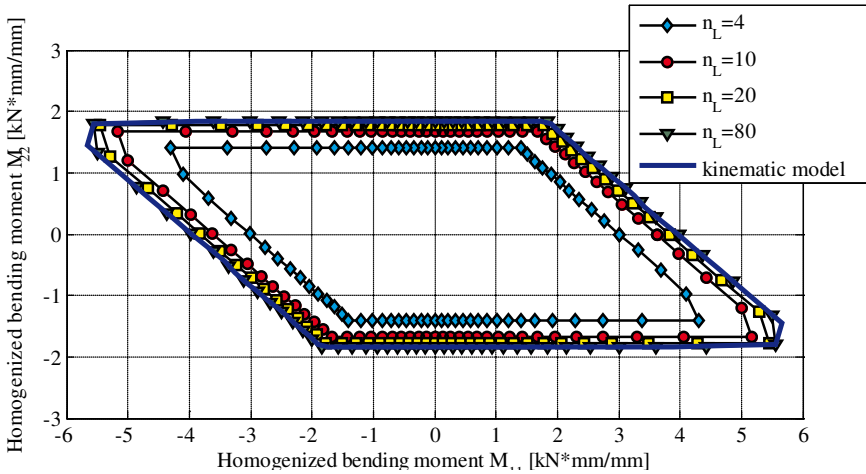 n_L=4
n_L=10
n_L=20
n_L=80
kinematic model
Homogenized bending moment M_22 [kN*mm/mm]
3
2
1
0
-1
-2
-3
-6 -5 -4 -3 -2 -1 0 1 2 3 4 5 6
Homogenized bending moment M [kN*mm/mm]